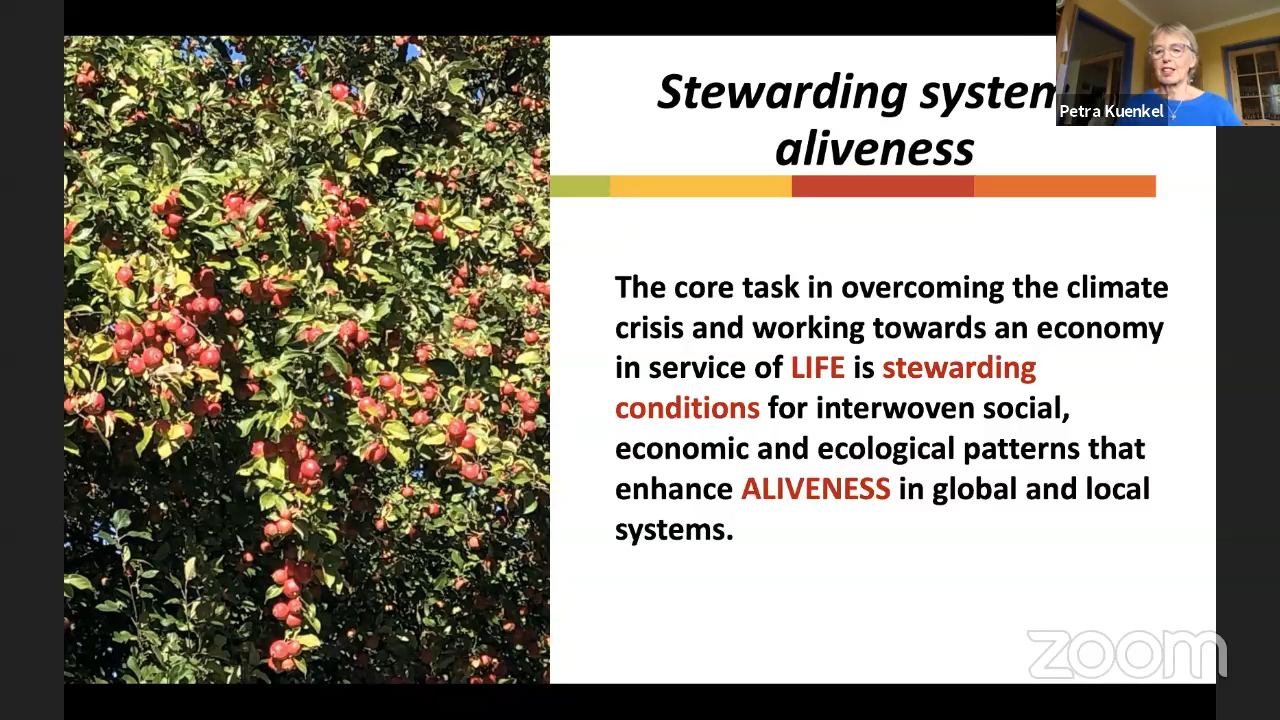 Stewarding system
aliveness
Petra Kuenkel
The core task in overcoming the climate
crisis and working towards an economy
in service of LIFE is stewarding
conditions for interwoven social,
economic and ecological patterns that
enhance ALIVENESS in global and local
systems.
zoom